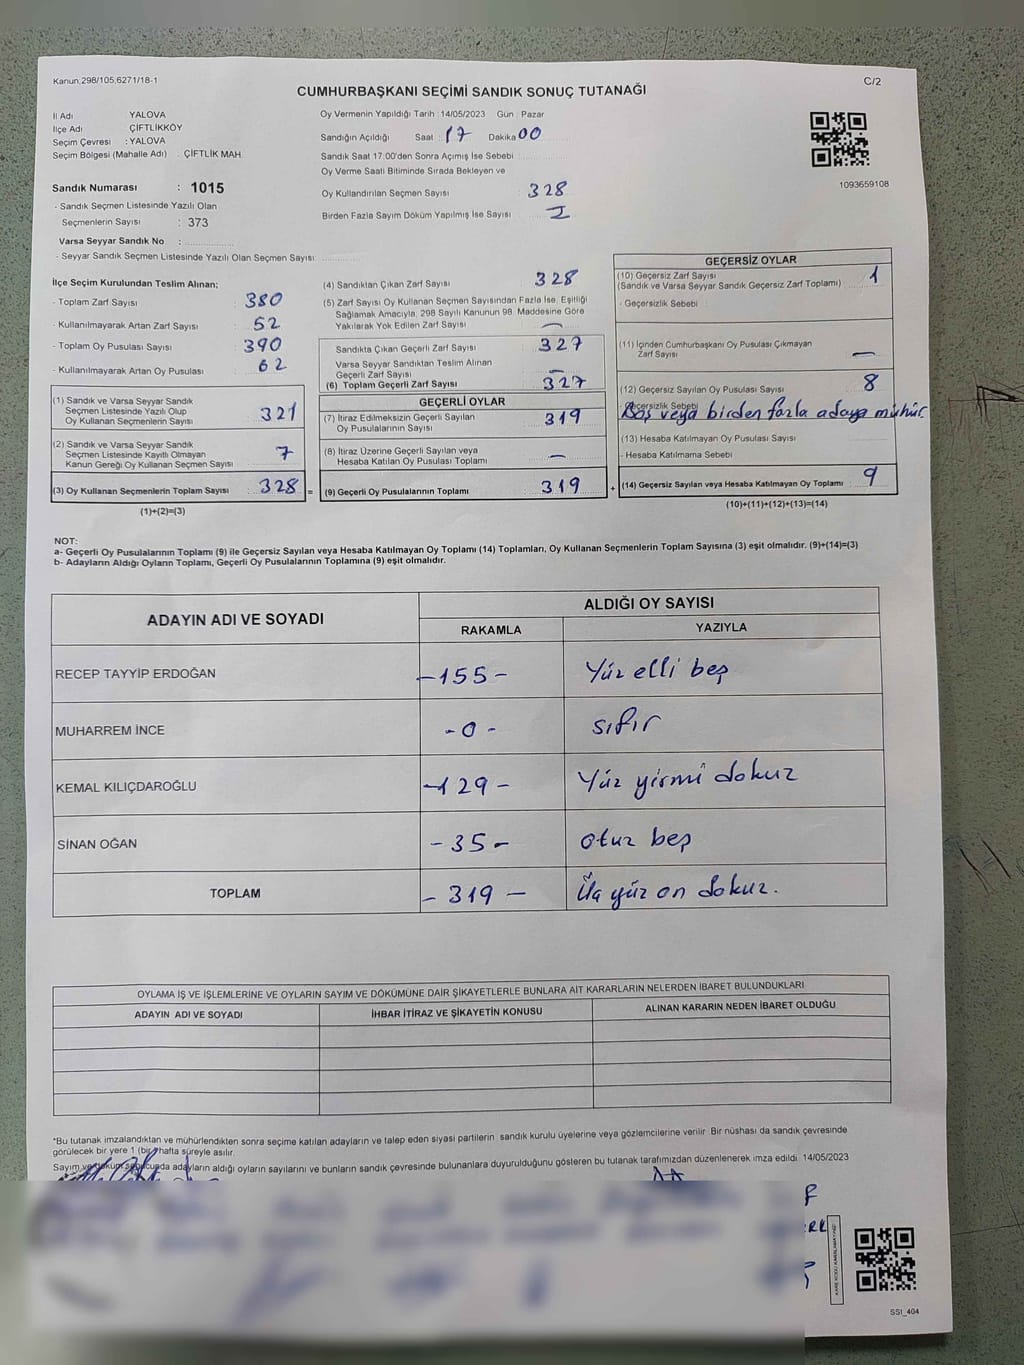 Kanun 298/105,6271/18-1
C/2
CUMHURBAŞKANI SEÇİMİ SANDIK SONUÇ TUTANAĞI
İl Adı YALOVA
İlçe Adı ÇİFTLİKKÖY
Seçim Çevresi : YALOVA
Seçim Bölgesi (Mahalle Adı) : ÇİFTLİK MAH.
Sandık Numarası : 1015
- Sandık Seçmen Listesinde Yazılı Olan
Seçmenlerin Sayısı : 373
Varsa Seyyar Sandık No :
- Seyyar Sandık Seçmen Listesinde Yazılı Olan Seçmen Sayısı:
Oy Vermenin Yapıldığı Tarih : 14/05/2023 Gün : Pazar
Sandığın Açıldığı Saat : 17 Dakika 00
Sandık Saat 17:00'den Sonra Açımış İse Sebebi
Oy Verme Saati Bitiminde Sırada Bekleyen ve
Oy Kullandırılan Seçmen Sayısı 328
Birden Fazla Sayım Döküm Yapılmış İse Sayısı I
1093659108
İlçe Seçim Kurulundan Teslim Alınan;
- Toplam Zarf Sayısı : 380
- Kullanılmayarak Artan Zarf Sayısı : 52
- Toplam Oy Pusulası Sayısı : 390
- Kullanılmayarak Artan Oy Pusulası : 62
(1) Sandık ve Varsa Seyyar Sandık
Seçmen Listesinde Yazılı Olup
Oy Kullanan Seçmenlerin Sayısı : 321
(2) Sandık ve Varsa Seyyar Sandık
Seçmen Listesinde Kayıtlı Olmayan
Kanun Gereği Oy Kullanan Seçmen Sayısı : 7
(3) Oy Kullanan Seçmenlerin Toplam Sayısı : 328 =
(1)+(2)=(3)
(4) Sandıktan Çıkan Zarf Sayısı : 328
(5) Zarf Sayısı Oy Kullanan Seçmen Sayısından Fazla İse, Eşitliği
Sağlamak Amacıyla, 298 Sayılı Kanunun 98. Maddesine Göre
Yakılarak Yok Edilen Zarf Sayısı : —
Sandıkta Çıkan Geçerli Zarf Sayısı : 327
Varsa Seyyar Sandıktan Teslim Alınan
Geçerli Zarf Sayısı : —
(6) Toplam Geçerli Zarf Sayısı : 327
GEÇERLİ OYLAR
(7) İtiraz Edilmeksizin Geçerli Sayılan
Oy Pusulalarının Sayısı : 319
(8) İtiraz Üzerine Geçerli Sayılan veya
Hesaba Katılan Oy Pusulası Toplamı : —
(9) Geçerli Oy Pusulalarının Toplamı : 319 +
GEÇERSİZ OYLAR
(10) Geçersiz Zarf Sayısı : 1
(Sandık ve Varsa Seyyar Sandık Geçersiz Zarf Toplamı)
- Geçersizlik Sebebi :
(11) İçinden Cumhurbaşkanı Oy Pusulası Çıkmayan
Zarf Sayısı —
(12) Geçersiz Sayılan Oy Pusulası Sayısı : 8
- Geçersizlik Sebebi
Boş veya birden fazla adaya mühür.
(13) Hesaba Katılmayan Oy Pusulası Sayısı
- Hesaba Katılmama Sebebi
(14) Geçersiz Sayılan veya Hesaba Katılmayan Oy Toplamı : 9
(10)+(11)+(12)+(13)=(14)
NOT:
a- Geçerli Oy Pusulalarının Toplamı (9) ile Geçersiz Sayılan veya Hesaba Katılmayan Oy Toplamı (14) Toplamları, Oy Kullanan Seçmenlerin Toplam Sayısına (3) eşit olmalıdır. (9)+(14)=(3)
b- Adayların Aldığı Oyların Toplamı, Geçerli Oy Pusulalarının Toplamına (9) eşit olmalıdır.
ADAYIN ADI VE SOYADI ALDIĞI OY SAYISI
RAKAMLA YAZIYLA
RECEP TAYYİP ERDOĞAN -155- Yüz elli beş
MUHARREM İNCE -0- sıfır
KEMAL KILIÇDAROĞLU -129- Yüz yirmi dokuz
SİNAN OĞAN -35- otuz beş
TOPLAM -319- Üç yüz on dokuz.
OYLAMA İŞ VE İŞLEMLERİNE VE OYLARIN SAYIM VE DÖKÜMÜNE DAİR ŞİKAYETLERLE BUNLARA AİT KARARLARIN NELERDEN İBARET BULUNDUKLARI
ADAYIN ADI VE SOYADI İHBAR İTİRAZ VE ŞİKAYETİN KONUSU ALINAN KARARIN NEDEN İBARET OLDUĞU
*Bu tutanak imzalandıktan ve mühürlendikten sonra seçime katılan adayların ve talep eden siyasi partilerin sandık kurulu üyelerine veya gözlemcilerine verilir. Bir nüshası da sandık çevresinde
görülecek bir yere 1 (bir) hafta süreyle asılır.
Sayım ve döküm sonucunda adayların aldığı oyların sayılarını ve bunların sandık çevresinde bulunanlara duyurulduğunu gösteren bu tutanak tarafımızdan düzenlenerek imza edildi. 14/05/2023
SS1_404